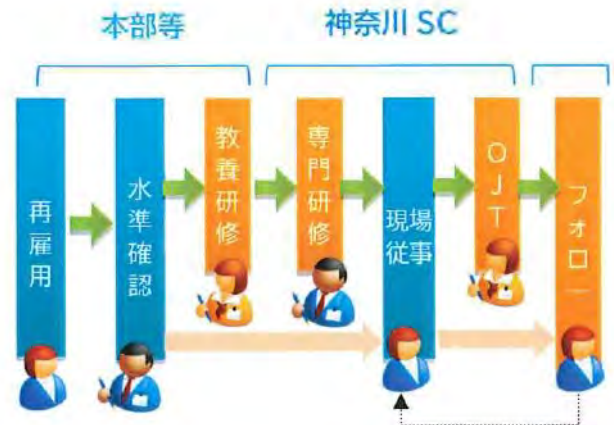 本部等
神奈川 SC
再雇用
水準確認
教養研修
専門研修
現場
従事
OJT
フォロー